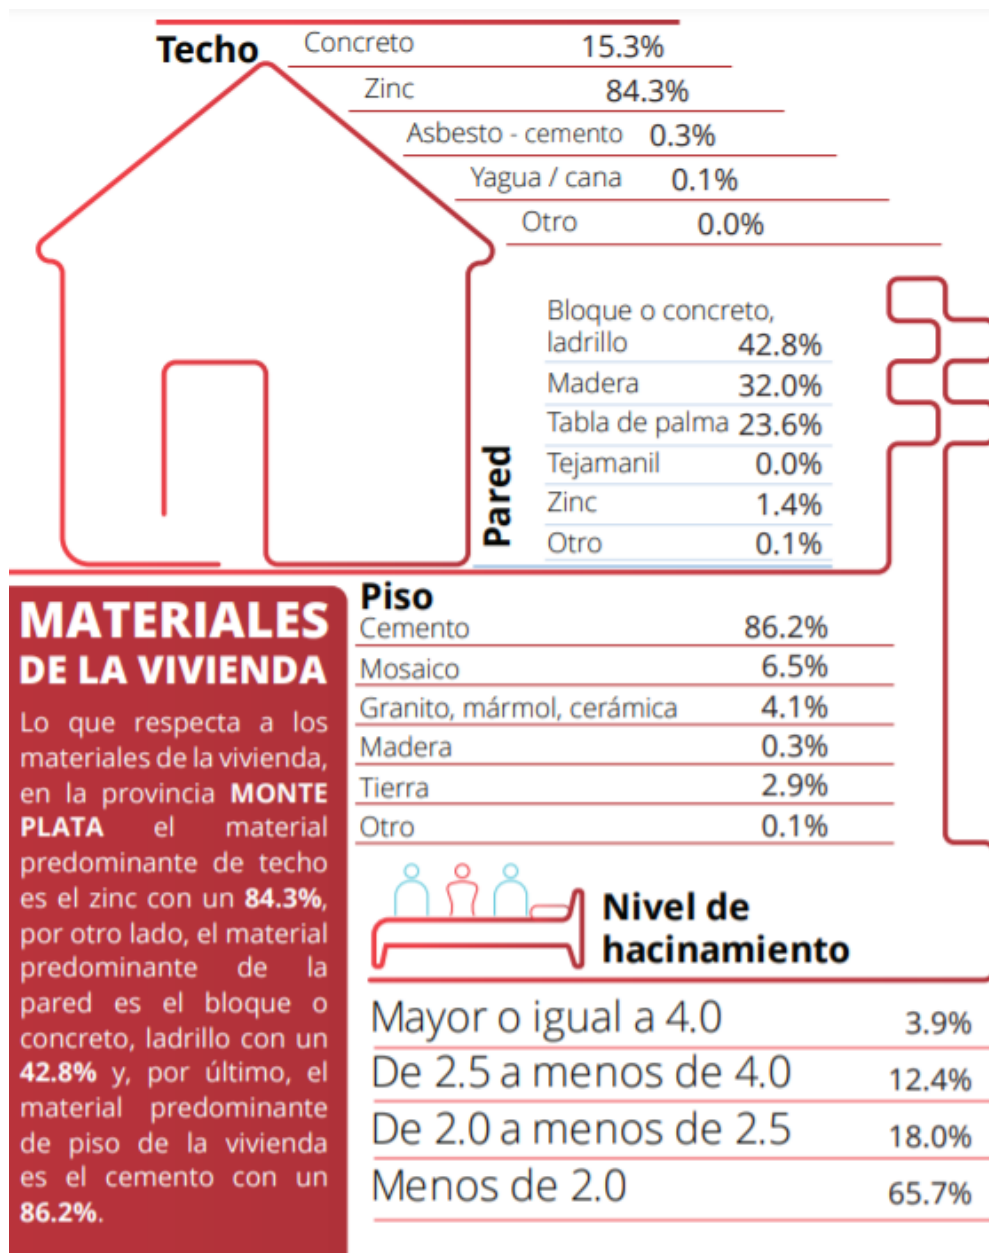 Techo
Concreto 15.3%
Zinc 84.3%
Asbesto - cemento 0.3%
Yagua / cana 0.1%
Otro 0.0%
Pared
Bloque o concreto,
ladrillo 42.8%
Madera 32.0%
Tabla de palma 23.6%
Tejamanil 0.0%
Zinc 1.4%
Otro 0.1%
MATERIALES
DE LA VIVIENDA
Lo que respecta a los
materiales de la vivienda,
en la provincia MONTE
PLATA el material
predominante de techo
es el zinc con un 84.3%,
por otro lado, el material
predominante de la
pared es el bloque o
concreto, ladrillo con un
42.8% y, por último, el
material predominante
de piso de la vivienda
es el cemento con un
86.2%.
Piso
Cemento 86.2%
Mosaico 6.5%
Granito, mármol, cerámica 4.1%
Madera 0.3%
Tierra 2.9%
Otro 0.1%
Nivel de
hacinamiento
Mayor o igual a 4.0 3.9%
De 2.5 a menos de 4.0 12.4%
De 2.0 a menos de 2.5 18.0%
Menos de 2.0 65.7%